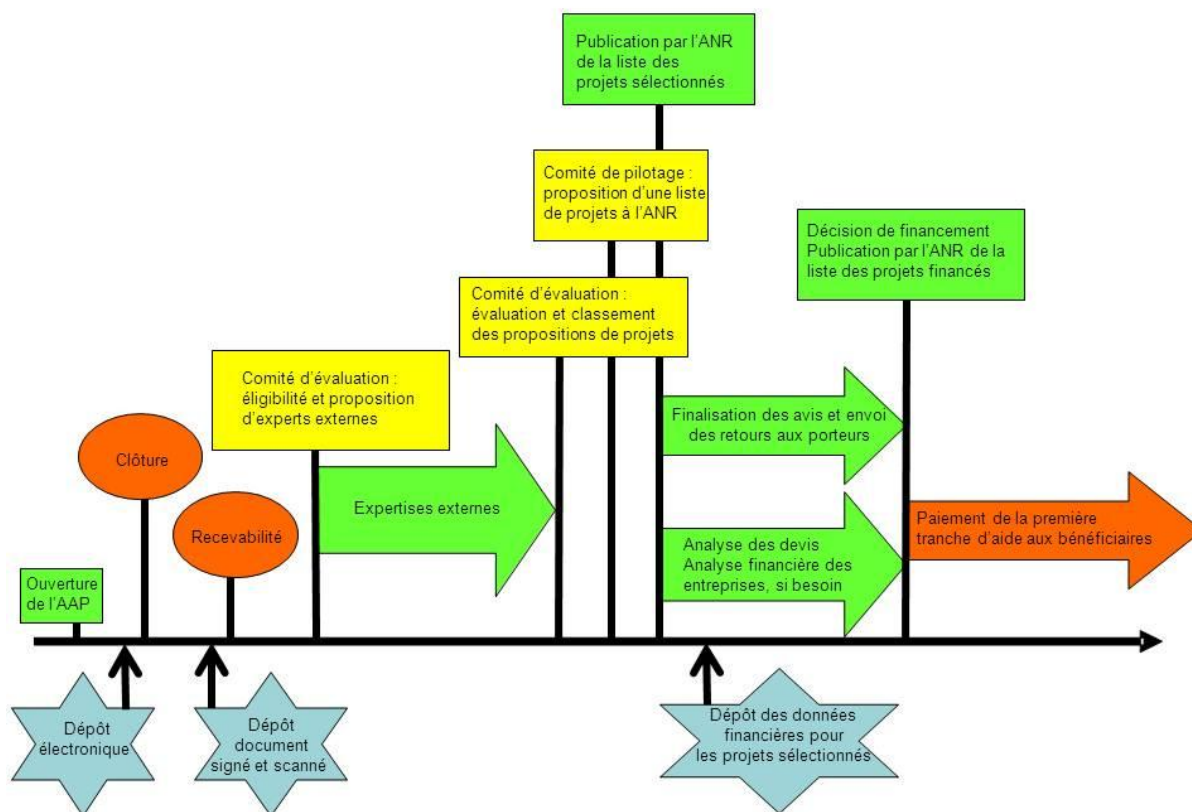 Publication par l'ANR
de la liste des
projets sélectionnés
Comité de pilotage :
proposition d'une liste
de projets à l'ANR
Décision de financement
Publication par l'ANR de la
liste des projets financés
Comité d'évaluation :
évaluation et classement
des propositions de projets
Comité d'évaluation :
éligibilité et proposition
d'experts externes
Finalisation des avis et envoi
des retours aux porteurs
Clôture
Expertises externes
Recevabilité
Paiement de la première
tranche d'aide aux bénéficiaires
Analyse des devis
Analyse financière des
entreprises, si besoin
Ouverture
de l'AAP
Dépôt
électronique
Dépôt
document
signé et scanné
Dépôt des données
financières pour
les projets sélectionnés